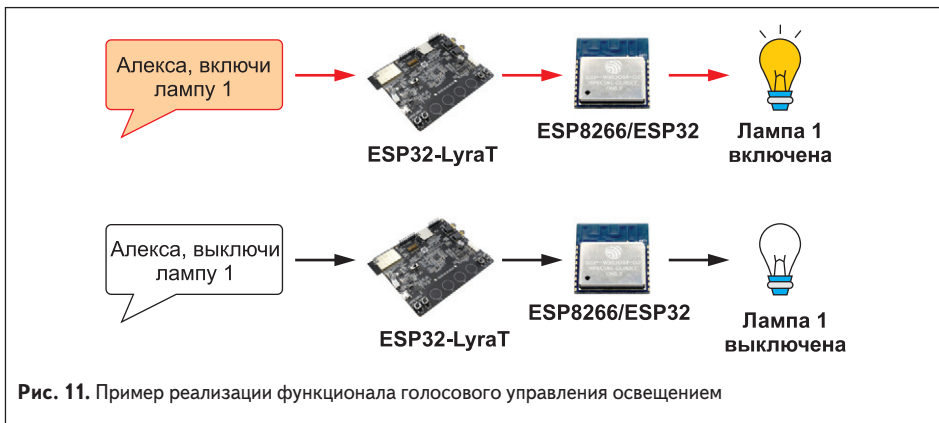 Алекса, включи
лампу 1
ESP32-LyraT
ESP8266/ESP32
Лампа 1
включена
Алекса, выключи
лампу 1
ESP32-LyraT
ESP8266/ESP32
Лампа 1
выключена
Рис. 11. Пример реализации функционала голосового управления освещением